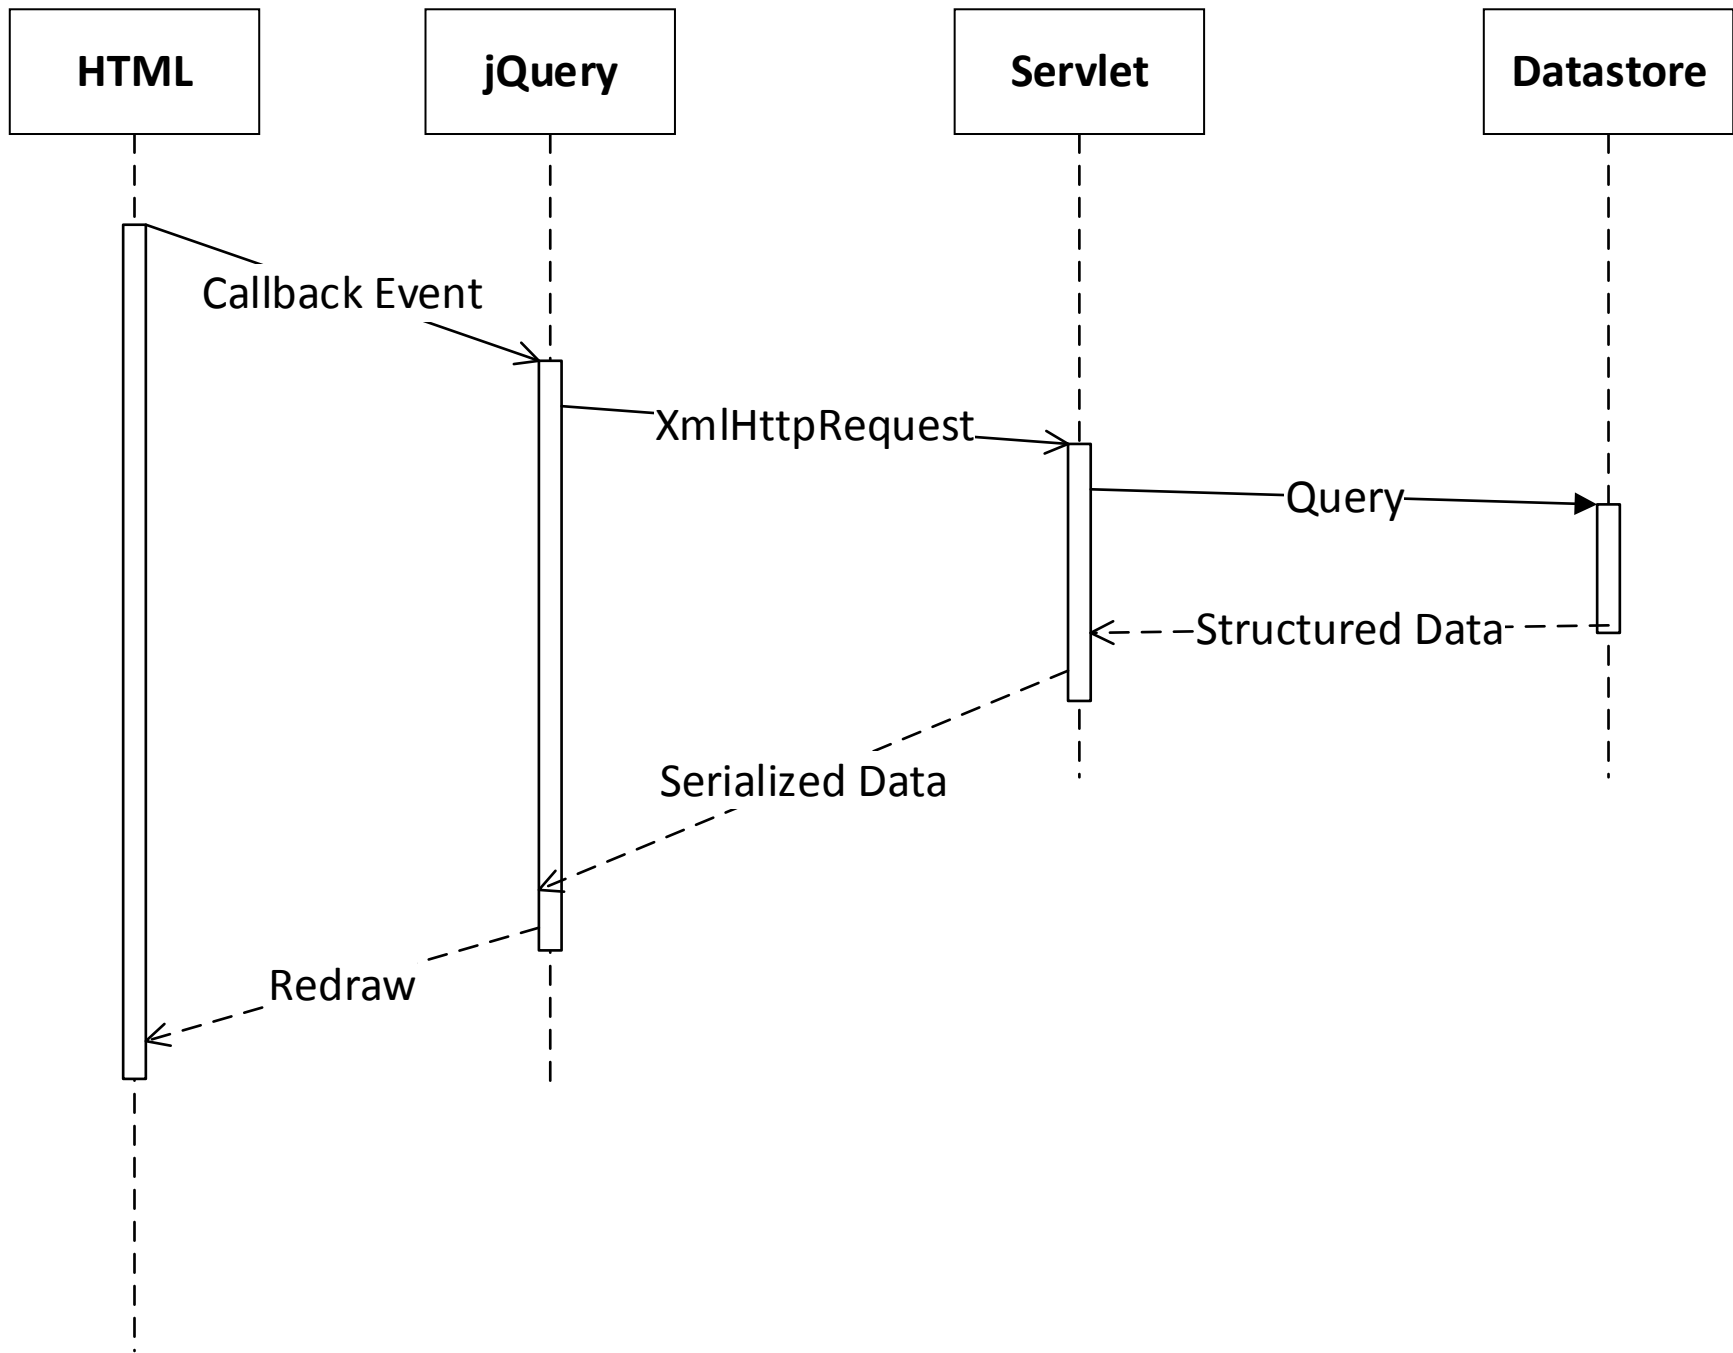 HTML
jQuery
Servlet
Datastore
Callback Event
XmlHttpRequest
Query
Structured Data
Serialized Data
Redraw